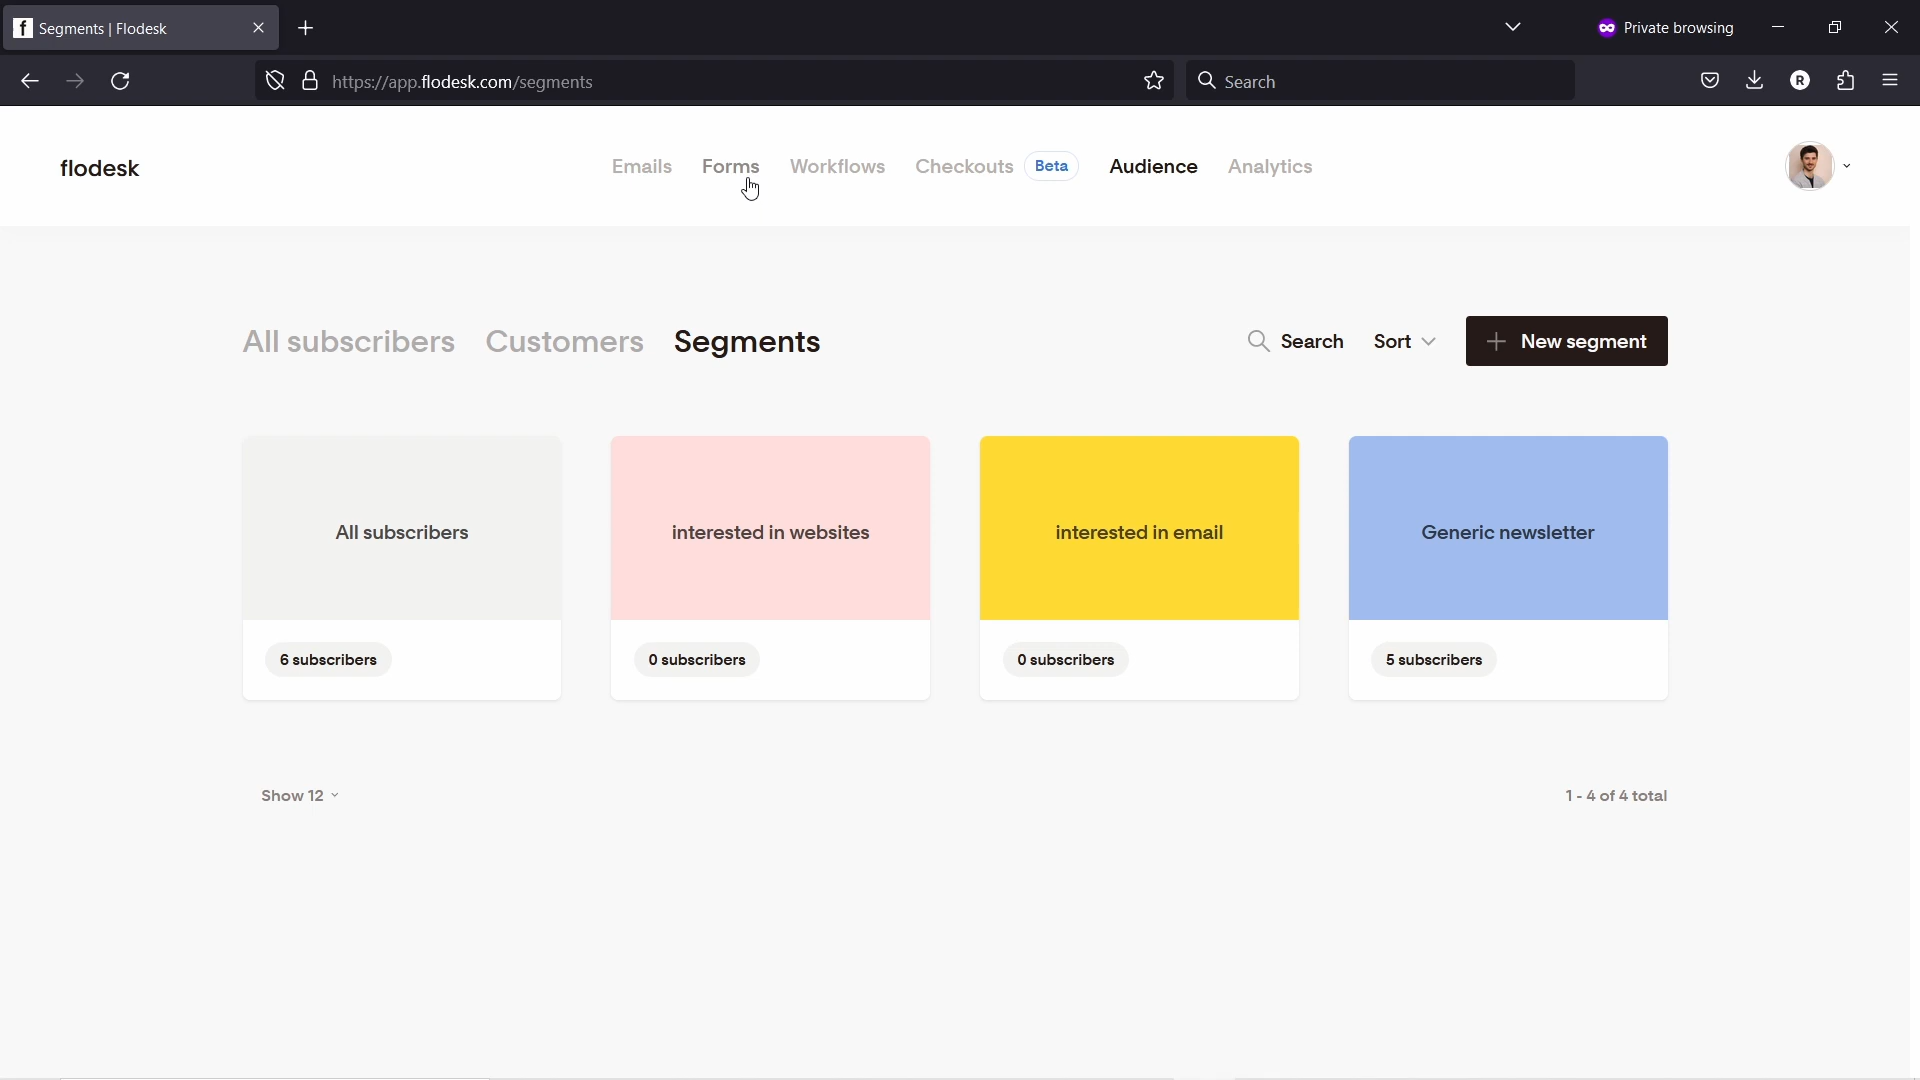 f Segments | Flodesk
Private browsing
https://app.flodesk.com/segments
Search
R
flodesk
Emails Forms Workflows Checkouts Beta Audience Analytics
All subscribers Customers Segments
Search Sort New segment
All subscribers
6 subscribers
interested in websites
0 subscribers
interested in email
0 subscribers
Generic newsletter
5 subscribers
Show 12
1 - 4 of 4 total